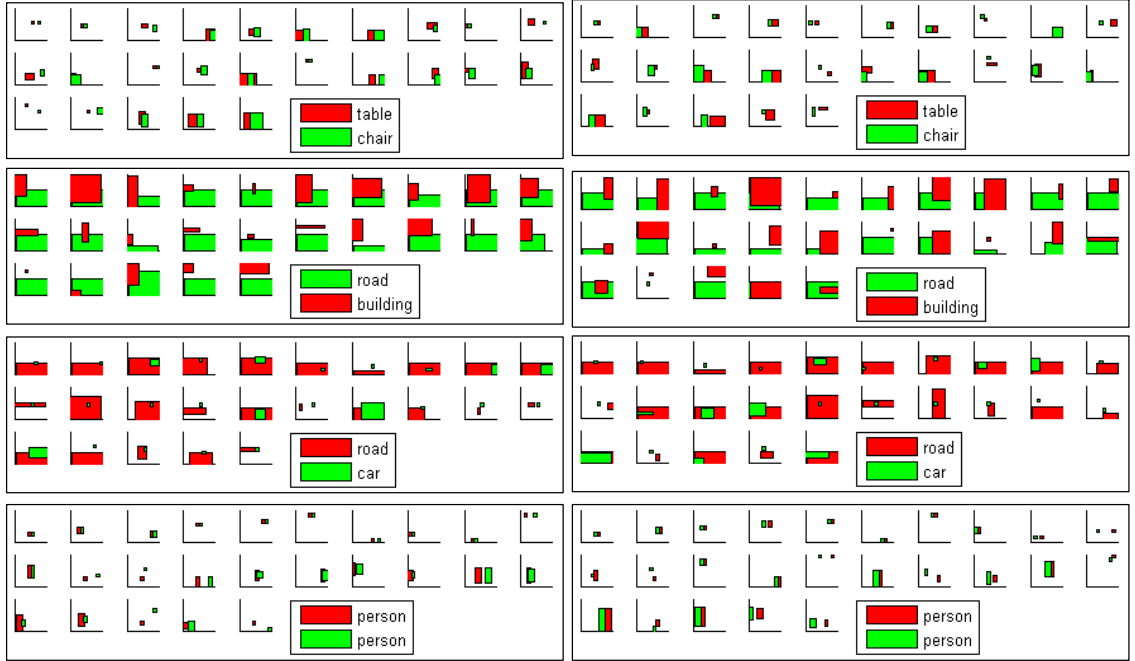 table
chair
table
chair
road
building
road
building
road
car
road
car
person
person
person
person